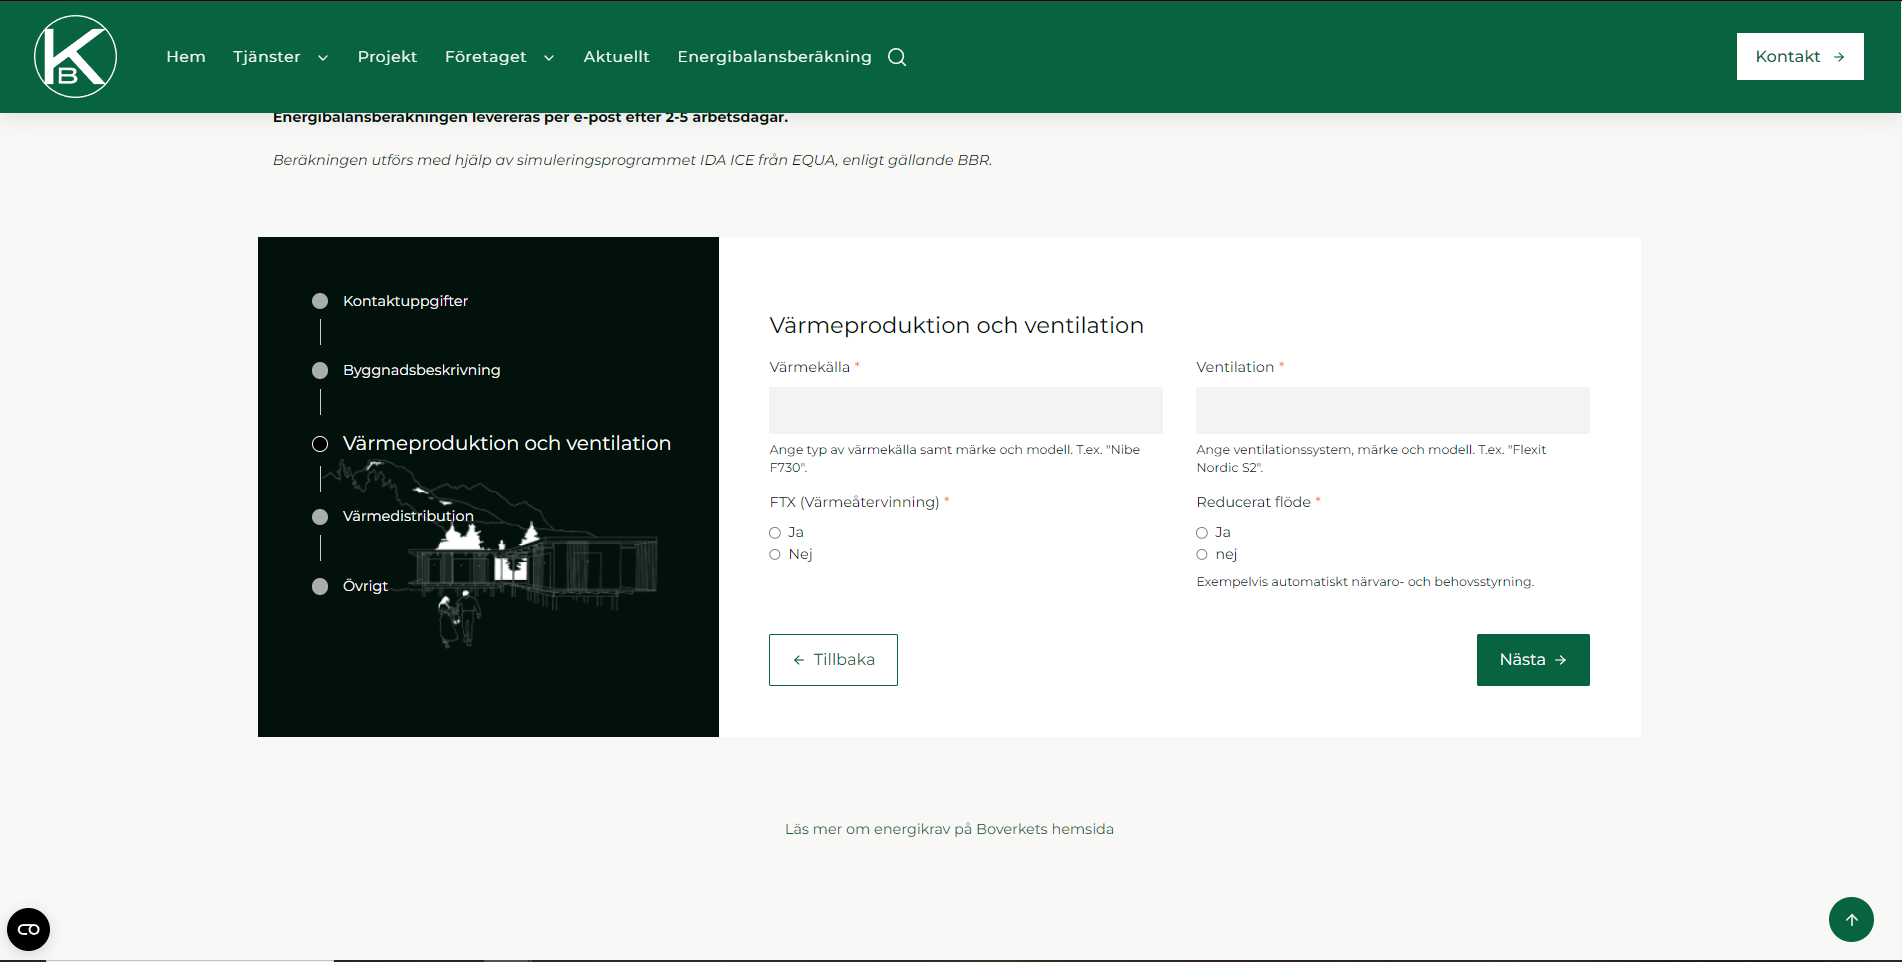 KB
Hem
Tjänster
Projekt
Företaget
Aktuellt
Energibalansberäkning
Kontakt
Energibalansberäkningen levereras per e-post efter 2-5 arbetsdagar.
Beräkningen utförs med hjälp av simuleringsprogrammet IDA ICE från EQUA, enligt gällande BBR.
Kontaktuppgifter
Byggnadsbeskrivning
Värmeproduktion och ventilation
Värmedistribution
Övrigt
Värmeproduktion och ventilation
Värmekälla *
Ange typ av värmekälla samt märke och modell. T.ex. "Nibe
F730".
Ventilation *
Ange ventilationssystem, märke och modell. T.ex. "Flexit
Nordic S2".
FTX (Värmeåtervinning) *
Ja
Nej
Reducerat flöde *
Ja
nej
Exempelvis automatiskt närvaro- och behovsstyrning.
Tillbaka
Nästa
Läs mer om energikrav på Boverkets hemsida